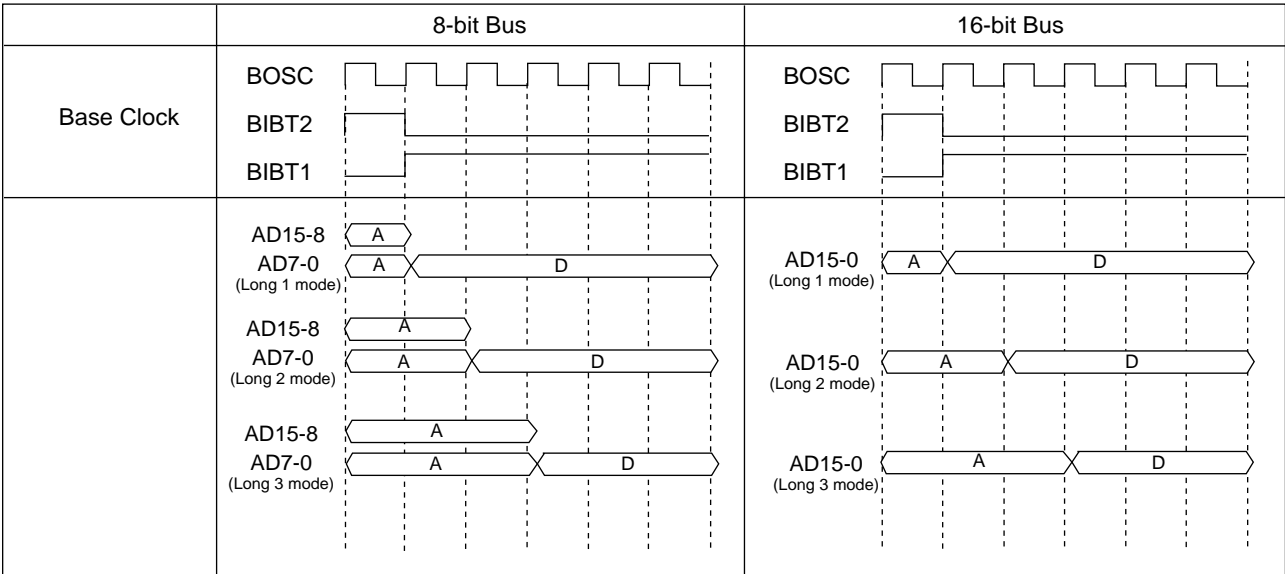 8-bit Bus
16-bit Bus
Base Clock
BOSC
BIBT2
BIBT1
BOSC
BIBT2
BIBT1
AD15-8
A
AD7-0
A
D
(Long 1 mode)
AD15-8
A
AD7-0
A
D
(Long 2 mode)
AD15-8
A
AD7-0
A
D
(Long 3 mode)
AD15-0
A
D
(Long 1 mode)
AD15-0
A
D
(Long 2 mode)
AD15-0
A
D
(Long 3 mode)